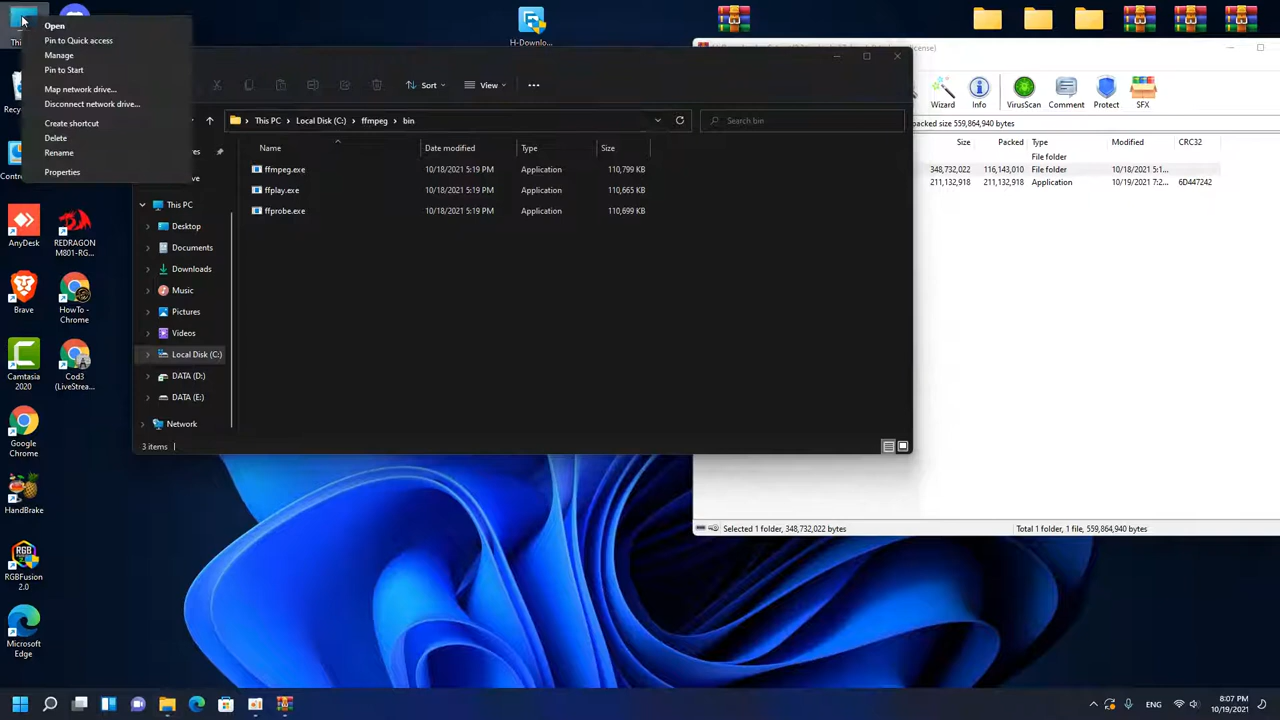 Thi
Open
Pin to Quick access
Manage
Pin to Start
Map network drive...
Disconnect network drive...
Create shortcut
Delete
Rename
Properties
Recy
Contr
AnyDesk
REDRAGON
M801-RG...
Brave
HowTo -
Chrome
Camtasia
2020
Cod3
(LiveStrea...
Google
Chrome
HandBrake
RGBFusion
2.0
Microsoft
Edge
H-Downlo...
Sort
View
This PC
Local Disk (C:)
ffmpeg
bin
Search bin
Name
Date modified
Type
Size
10/18/2021 5:19 PM
Application
110,799 KB
ffplay.exe
10/18/2021 5:19 PM
Application
110,665 KB
ffprobe.exe
10/18/2021 5:19 PM
Application
110,699 KB
This PC
Desktop
Documents
Downloads
Music
Pictures
Videos
Local Disk (C:)
DATA (D:)
DATA (E:)
Network
3 items
license)
Wizard
Info
VirusScan
Comment
Protect
SFX
packed size 559,864,940 bytes
Size
Packed
Type
Modified
CRC32
File folder
348,732,022
116,143,010
File folder
10/18/2021 5:1...
211,132,918
211,132,918
Application
10/19/2021 7:2...
6D447242
Selected 1 folder, 348,732,022 bytes
Total 1 folder, 1 file, 559,864,940 bytes
ENG
8:07 PM
10/19/2021